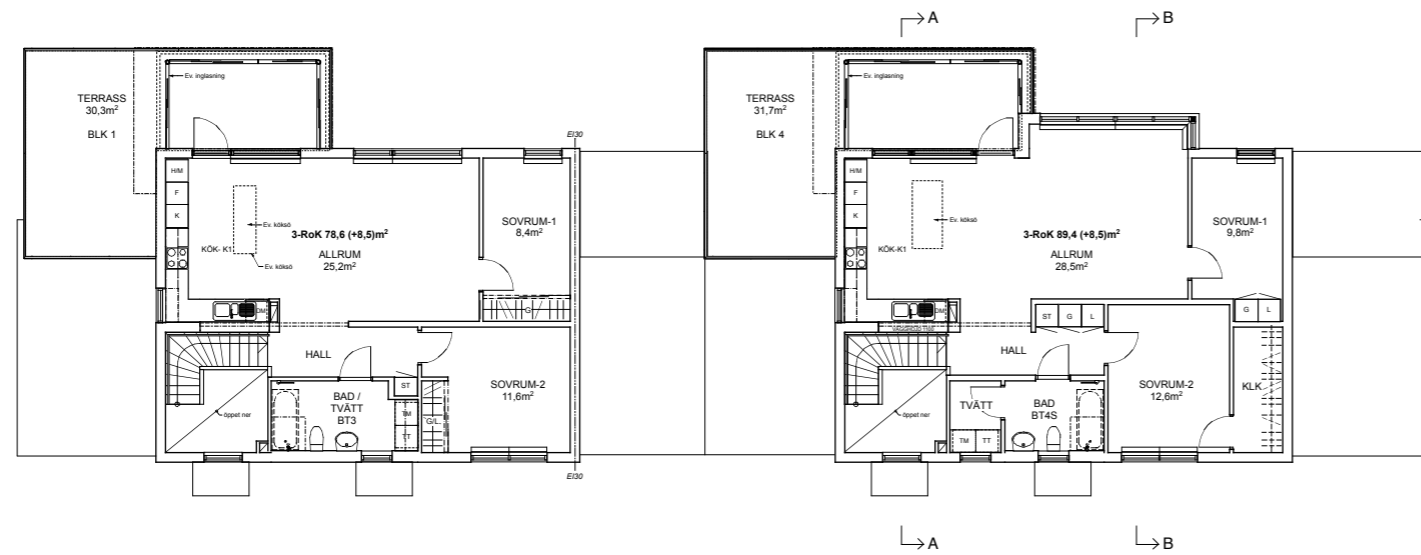 A
B
TERRASS
30,3m²
BLK 1
Ev. inglasning
EI30
H/M
F
K
Ev. köksö
3-RoK 78,6 (+8,5)m²
KÖK- K1
ALLRUM
25,2m²
Ev. köksö
DM
SOVRUM-1
8,4m²
G
HALL
ST
BAD /
TVÄTT
BT3
TM
TT
G/L
SOVRUM-2
11,6m²
öppet ner
EI30
TERRASS
31,7m²
BLK 4
Ev. inglasning
H/M
F
K
Ev. köksö
3-RoK 89,4 (+8,5)m²
KÖK-K1
ALLRUM
28,5m²
DM
SOVRUM-1
9,8m²
G
L
ST
G
L
HALL
TVÄTT
BAD
BT4S
TM
TT
SOVRUM-2
12,6m²
KLK
öppet ner
A
B